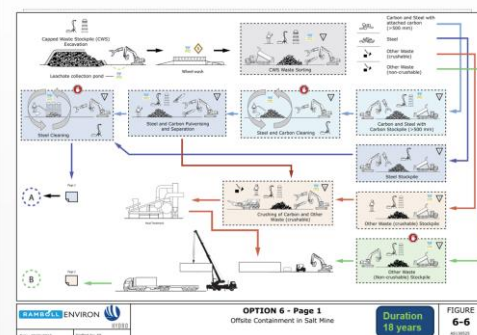 Capped Waste Stockpile (CWS)
Excavation
Leachate collection pond
Wheel wash
CWS Waste Sorting
Carbon and Steel with
attached carbon
(>500 mm)
Steel
Other Waste
(crushable)
Other Waste
(non-crushable)
Steel Cleaning
Steel and Carbon Pulverising
and Separation
Steel and Carbon Cleaning
Carbon and Steel with
Carbon Stockpile (>500 mm)
Steel Stockpile
A
Page 2
Crushing of Carbon and Other
Waste (crushable)
Other Waste (crushable) Stockpile
B
Page 2
Other Waste
(Non-crushable) Stockpile
RAMBOLL ENVIRON
HYDRO
OPTION 6 - Page 1
Offsite Containment in Salt Mine
Duration
18 years
FIGURE
6-6